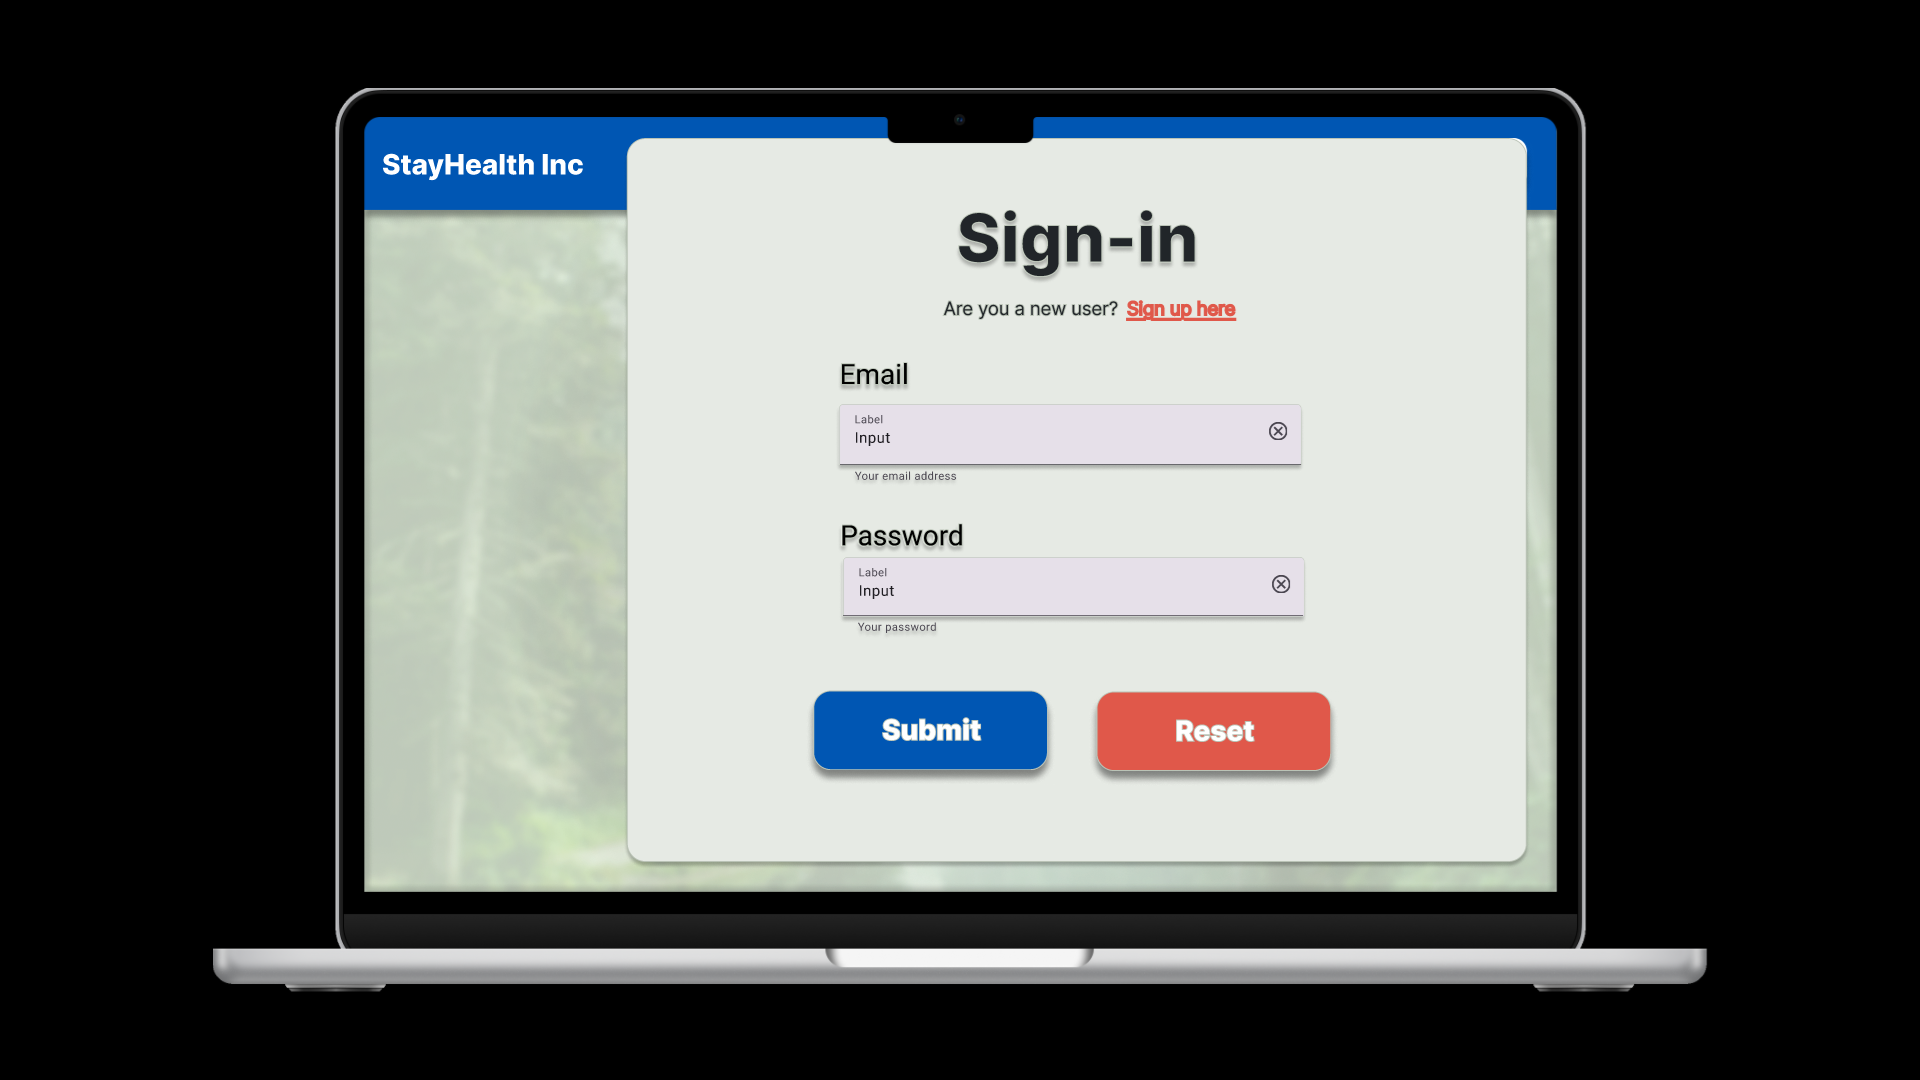 StayHealth Inc
Sign-in
Are you a new user? Sign up here
Email
Label
Input
Your email address
Password
Label
Input
Your password
Submit
Reset